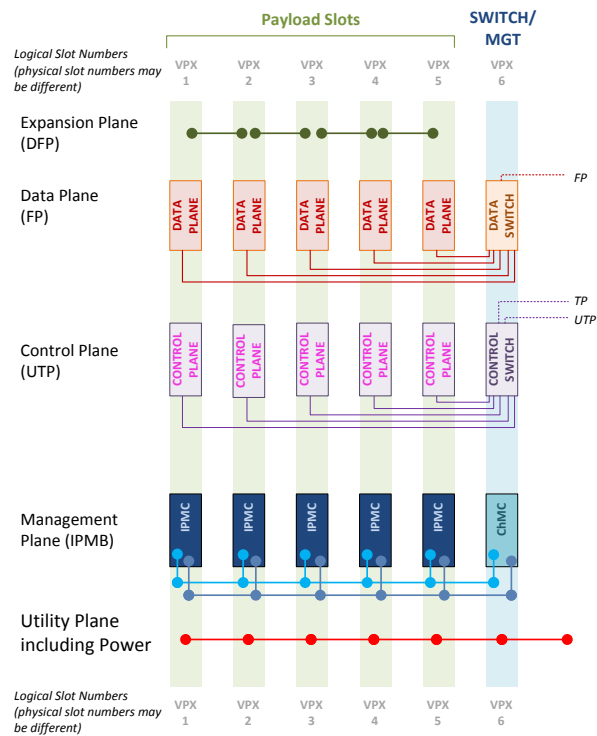 Payload Slots
SWITCH/
MGT
Logical Slot Numbers
(physical slot numbers may
be different)
VPX
1
VPX
2
VPX
3
VPX
4
VPX
5
VPX
6
Expansion Plane
(DFP)
Data Plane
(FP)
DATA
PLANE
DATA
PLANE
DATA
PLANE
DATA
PLANE
DATA
PLANE
DATA
SWITCH
FP
Control Plane
(UTP)
CONTROL
PLANE
CONTROL
PLANE
CONTROL
PLANE
CONTROL
PLANE
CONTROL
PLANE
CONTROL
SWITCH
TP
UTP
Management
Plane (IPMB)
IPMC
IPMC
IPMC
IPMC
IPMC
ChMC
Utility Plane
including Power
Logical Slot Numbers
(physical slot numbers may
be different)
VPX
1
VPX
2
VPX
3
VPX
4
VPX
5
VPX
6